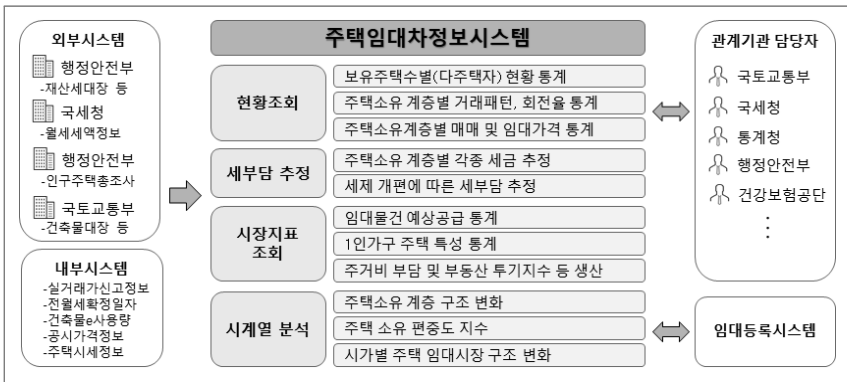 외부시스템
행정안전부
-재산세대장 등
국세청
-월세세액정보
행정안전부
-인구주택총조사
국토교통부
-건축물대장 등
내부시스템
-실거래가신고정보
-전월세확정일자
-건축물e사용량
-공시가격정보
-주택시세정보
주택임대차정보시스템
현황조회
보유주택수별(다주택자) 현황 통계
주택소유 계층별 거래패턴, 회전율 통계
주택소유계층별 매매 및 임대가격 통계
세부담 추정
주택소유 계층별 각종 세금 추정
세제 개편에 따른 세부담 추정
시장지표
조회
임대물건 예상공급 통계
1인가구 주택 특성 통계
주거비 부담 및 부동산 투기지수 등 생산
시계열 분석
주택소유 계층 구조 변화
주택 소유 편중도 지수
시가별 주택 임대시장 구조 변화
관계기관 담당자
국토교통부
국세청
통계청
행정안전부
건강보험공단
⋮
임대등록시스템